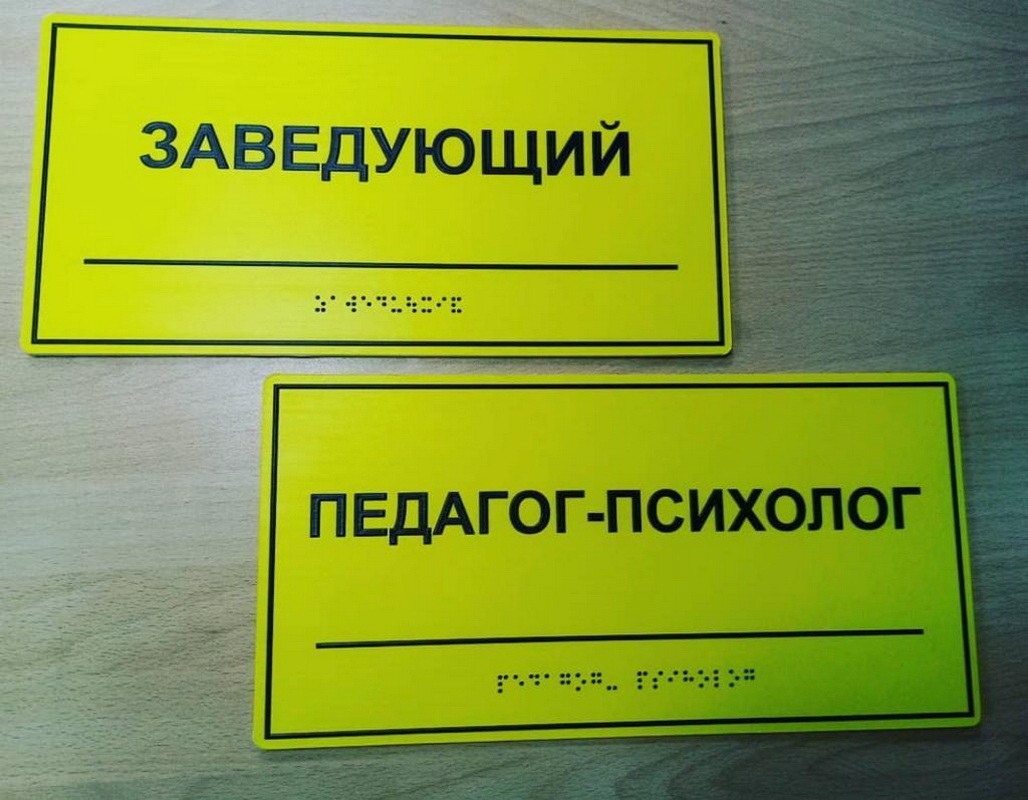 ЗАВЕДУЮЩИЙ
⠵⠁⠺⠑⠙⠥⠳⠭⠊⠯
ПЕДАГОГ-ПСИХОЛОГ
⠏⠑⠙⠁⠛⠕⠛⠤ ⠏⠎⠊⠓⠕⠇⠕⠛